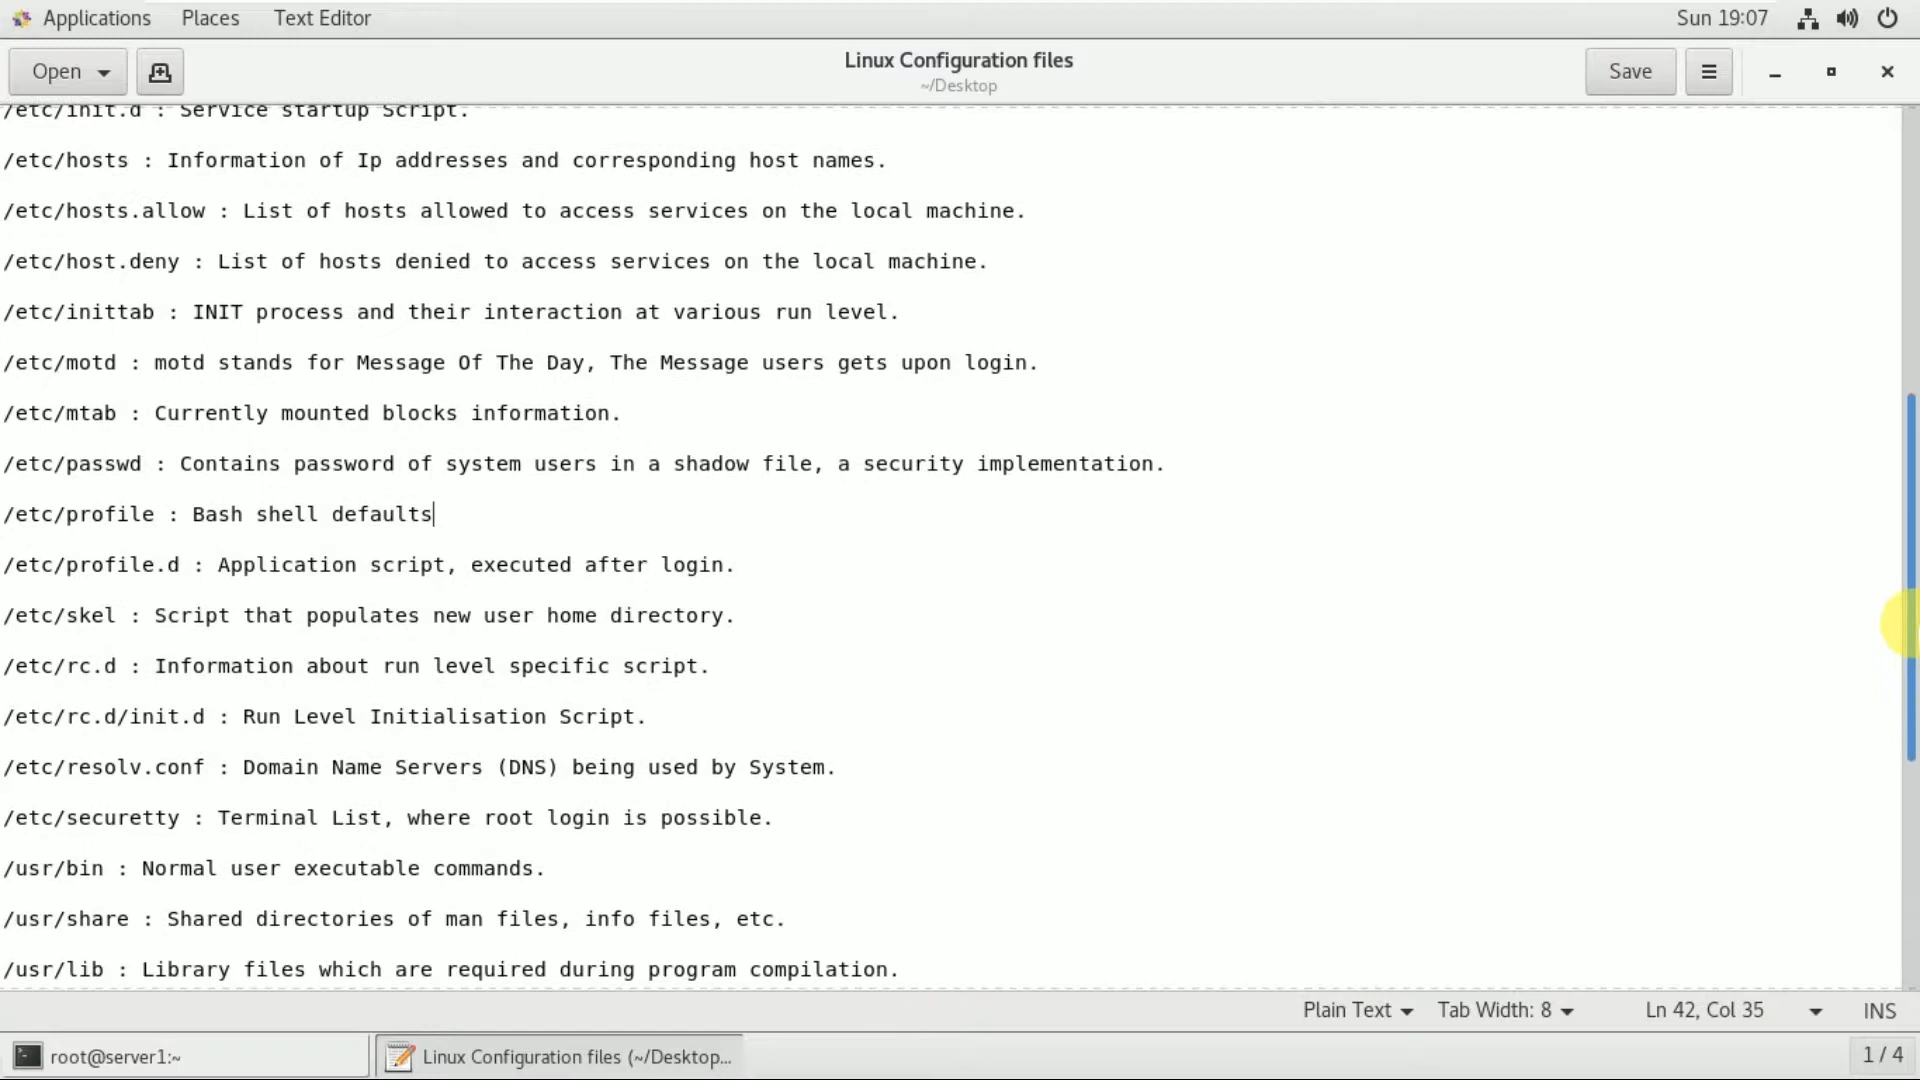 Applications Places Text Editor Sun 19:07
Open Linux Configuration files Save
~/Desktop
/etc/init.d : Service startup Script.
/etc/hosts : Information of Ip addresses and corresponding host names.
/etc/hosts.allow : List of hosts allowed to access services on the local machine.
/etc/host.deny : List of hosts denied to access services on the local machine.
/etc/inittab : INIT process and their interaction at various run level.
/etc/motd : motd stands for Message Of The Day, The Message users gets upon login.
/etc/mtab : Currently mounted blocks information.
/etc/passwd : Contains password of system users in a shadow file, a security implementation.
/etc/profile : Bash shell defaults
/etc/profile.d : Application script, executed after login.
/etc/skel : Script that populates new user home directory.
/etc/rc.d : Information about run level specific script.
/etc/rc.d/init.d : Run Level Initialisation Script.
/etc/resolv.conf : Domain Name Servers (DNS) being used by System.
/etc/securetty : Terminal List, where root login is possible.
/usr/bin : Normal user executable commands.
/usr/share : Shared directories of man files, info files, etc.
/usr/lib : Library files which are required during program compilation.
Plain Text Tab Width: 8 Ln 42, Col 35 INS
root@server1:~ Linux Configuration files (~/Desktop... 1 / 4